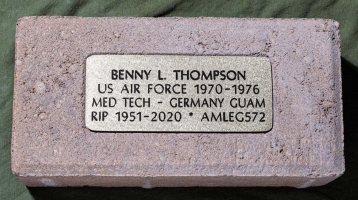 BENNY L. THOMPSON
US AIR FORCE 1970-1976
MED TECH - GERMANY GUAM
RIP 1951-2020 * AMLEG572